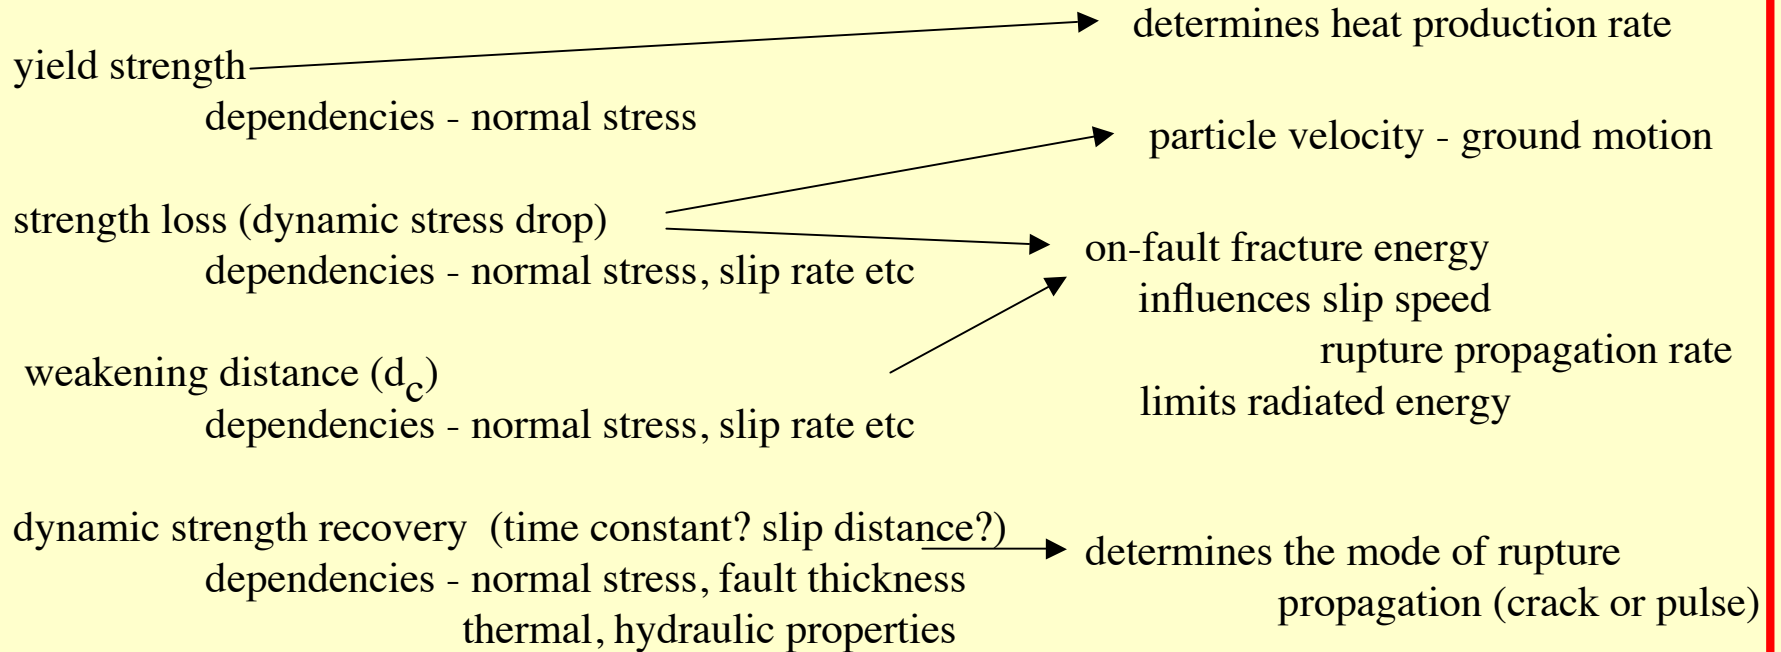 determines heat production rate
yield strength
dependencies - normal stress
particle velocity - ground motion
strength loss (dynamic stress drop)
on-fault fracture energy
dependencies - normal stress, slip rate etc
influences slip speed
rupture propagation rate
weakening distance (dc)
limits radiated energy
dependencies - normal stress, slip rate etc
dynamic strength recovery (time constant? slip distance?)
determines the mode of rupture
dependencies - normal stress, fault thickness
propagation (crack or pulse)
thermal, hydraulic properties